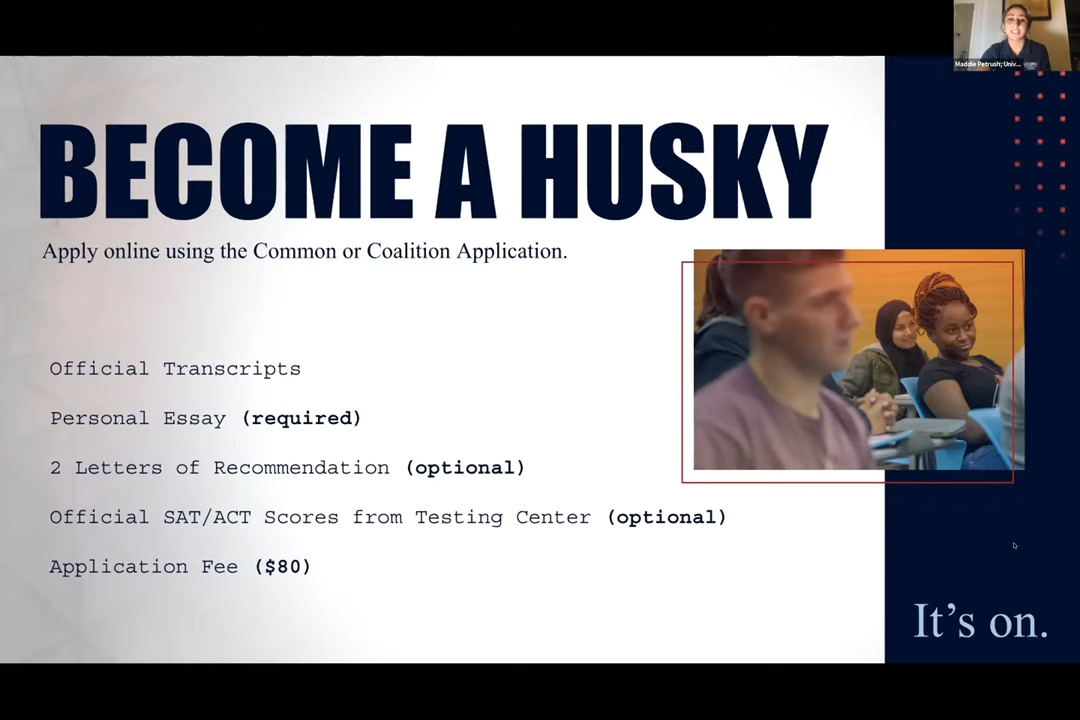 Maddie Petrush; Univ...
BECOME A HUSKY
Apply online using the Common or Coalition Application.
Official Transcripts
Personal Essay (required)
2 Letters of Recommendation (optional)
Official SAT/ACT Scores from Testing Center (optional)
Application Fee ($80)
It's on.